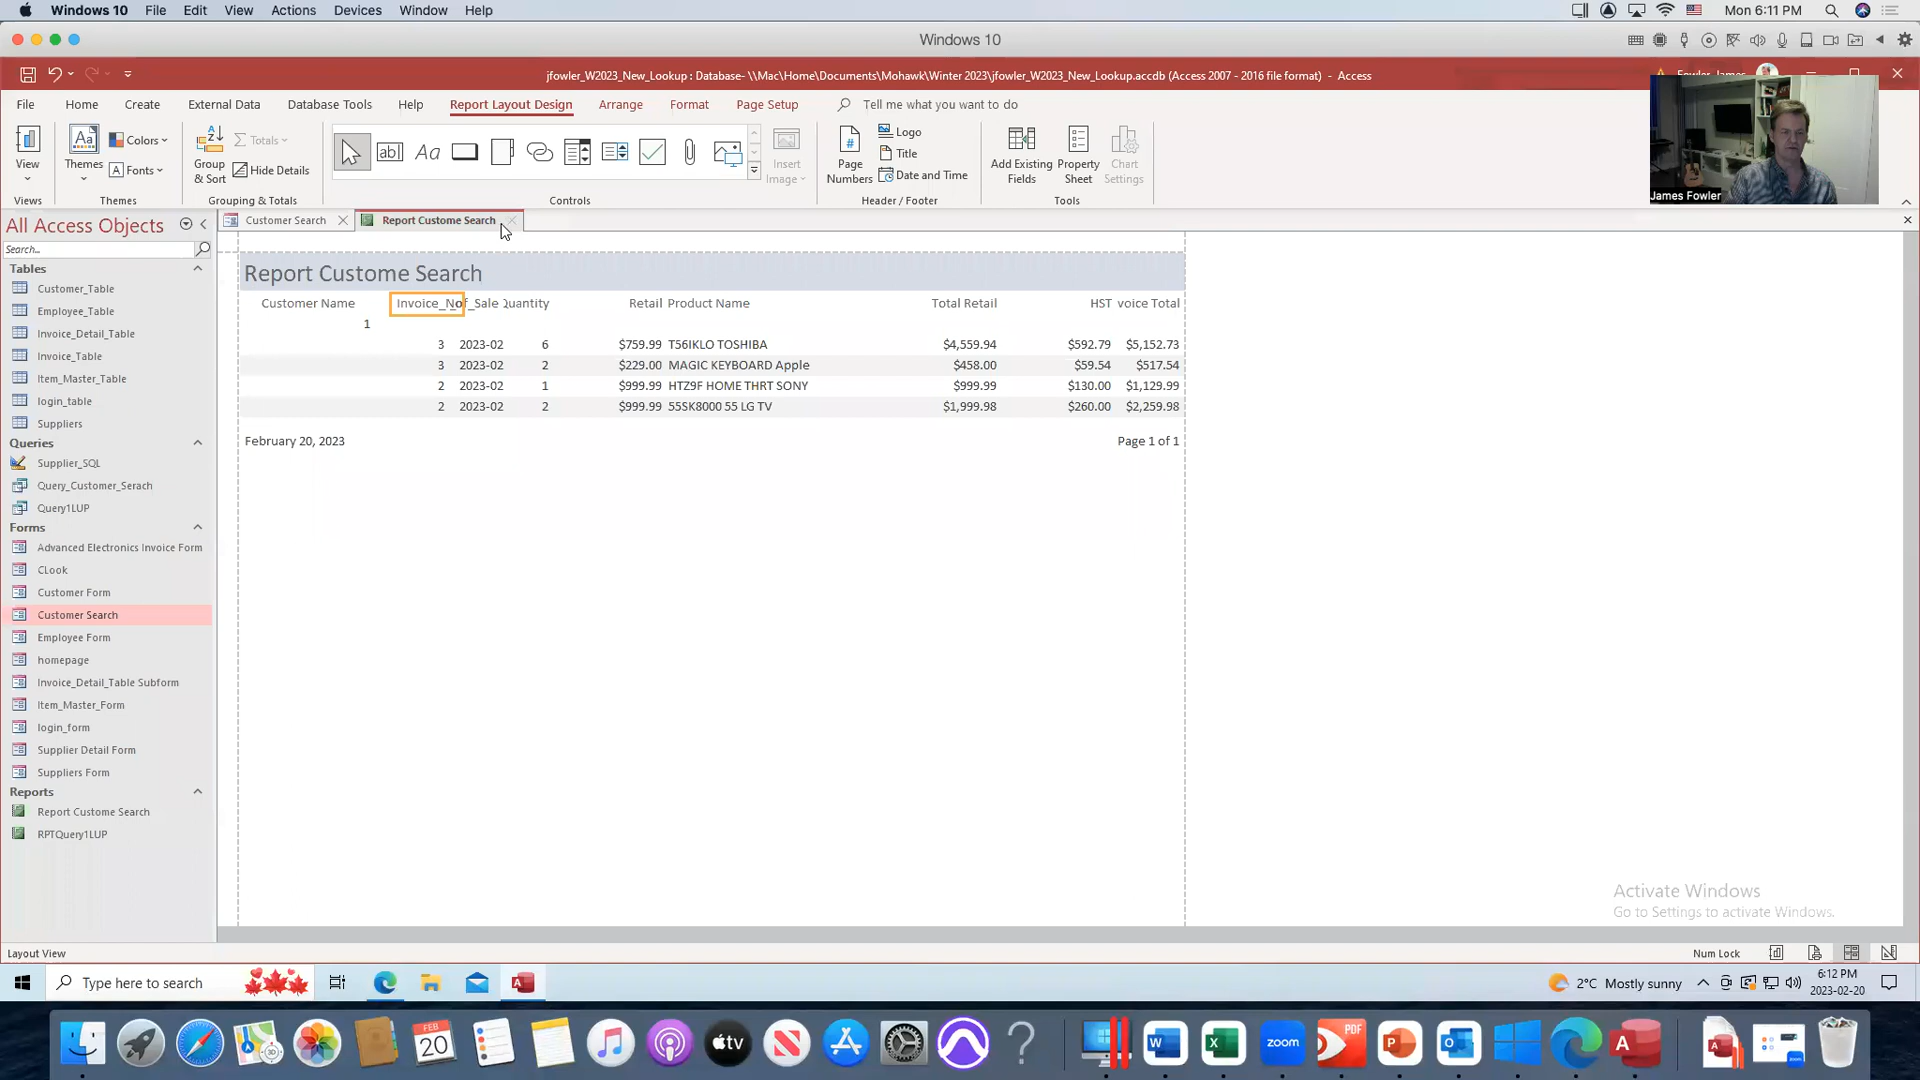 Windows 10 File Edit View Actions Devices Window Help Mon 6:11 PM
Windows 10
jfowler_W2023_New_Lookup : Database- \\Mac\Home\Documents\Mohawk\Winter 2023\jfowler_W2023_New_Lookup.accdb (Access 2007 - 2016 file format) - Access Fowler, James
File Home Create External Data Database Tools Help Report Layout Design Arrange Format Page Setup Tell me what you want to do
View
Views
Themes
Colors
Fonts
Themes
Group & Sort
Totals
Hide Details
Grouping & Totals
Controls
Insert Image
Page Numbers
Logo
Title
Date and Time
Header / Footer
Add Existing Fields
Property Sheet
Chart Settings
Tools
James Fowler
All Access Objects
Search...
Tables
Customer_Table
Employee_Table
Invoice_Detail_Table
Invoice_Table
Item_Master_Table
login_table
Suppliers
Queries
Supplier_SQL
Query_Customer_Serach
Query1LUP
Forms
Advanced Electronics Invoice Form
CLook
Customer Form
Customer Search
Employee Form
homepage
Invoice_Detail_Table Subform
Item_Master_Form
login_form
Supplier Detail Form
Suppliers Form
Reports
Report Custome Search
RPTQuery1LUP
Customer Search Report Custome Search
Report Custome Search
Customer Name Invoice_No of_Sale Quantity Retail Product Name Total Retail HST voice Total
1
3 2023-02 6 $759.99 T56IKLO TOSHIBA $4,559.94 $592.79 $5,152.73
3 2023-02 2 $229.00 MAGIC KEYBOARD Apple $458.00 $59.54 $517.54
2 2023-02 1 $999.99 HTZ9F HOME THRT SONY $999.99 $130.00 $1,129.99
2 2023-02 2 $999.99 55SK8000 55 LG TV $1,999.98 $260.00 $2,259.98
February 20, 2023 Page 1 of 1
Activate Windows
Go to Settings to activate Windows.
Layout View Num Lock
Type here to search 2°C Mostly sunny 6:12 PM
2023-02-20
FEB
20
tv
zoom
PDF